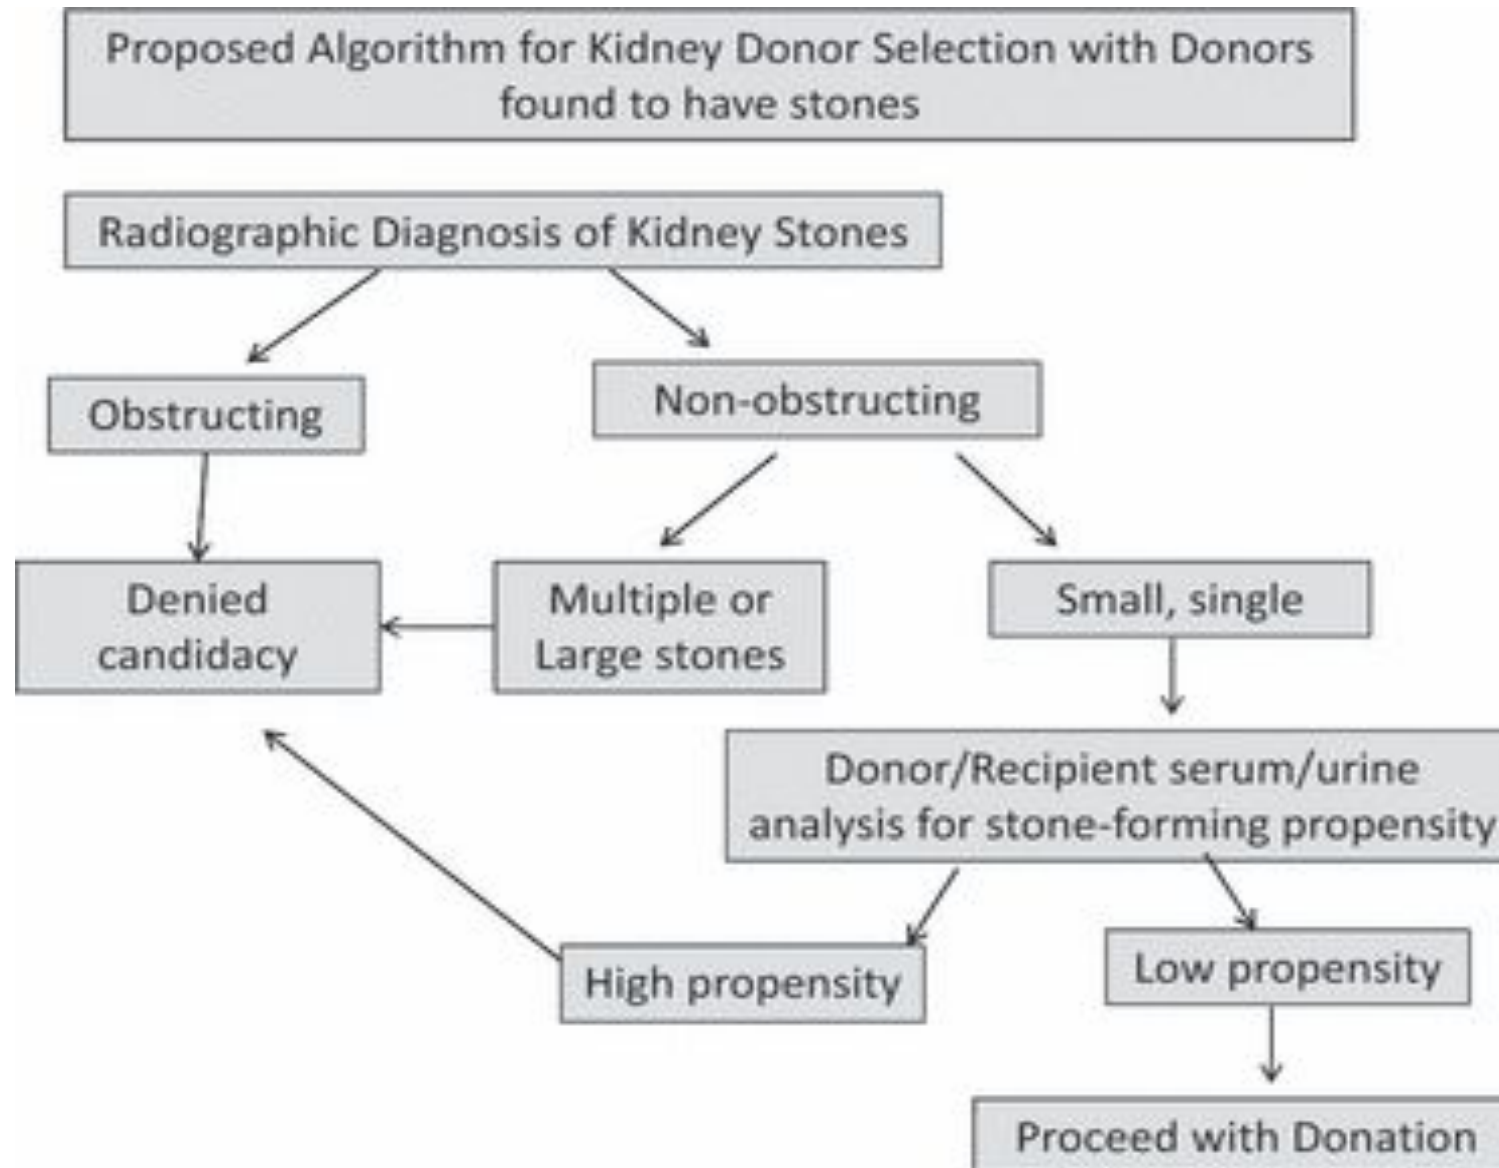 Proposed Algorithm for Kidney Donor Selection with Donors
found to have stones
Radiographic Diagnosis of Kidney Stones
Obstructing
Non-obstructing
Denied
candidacy
Multiple or
Large stones
Small, single
Donor/Recipient serum/urine
analysis for stone-forming propensity
High propensity
Low propensity
Proceed with Donation